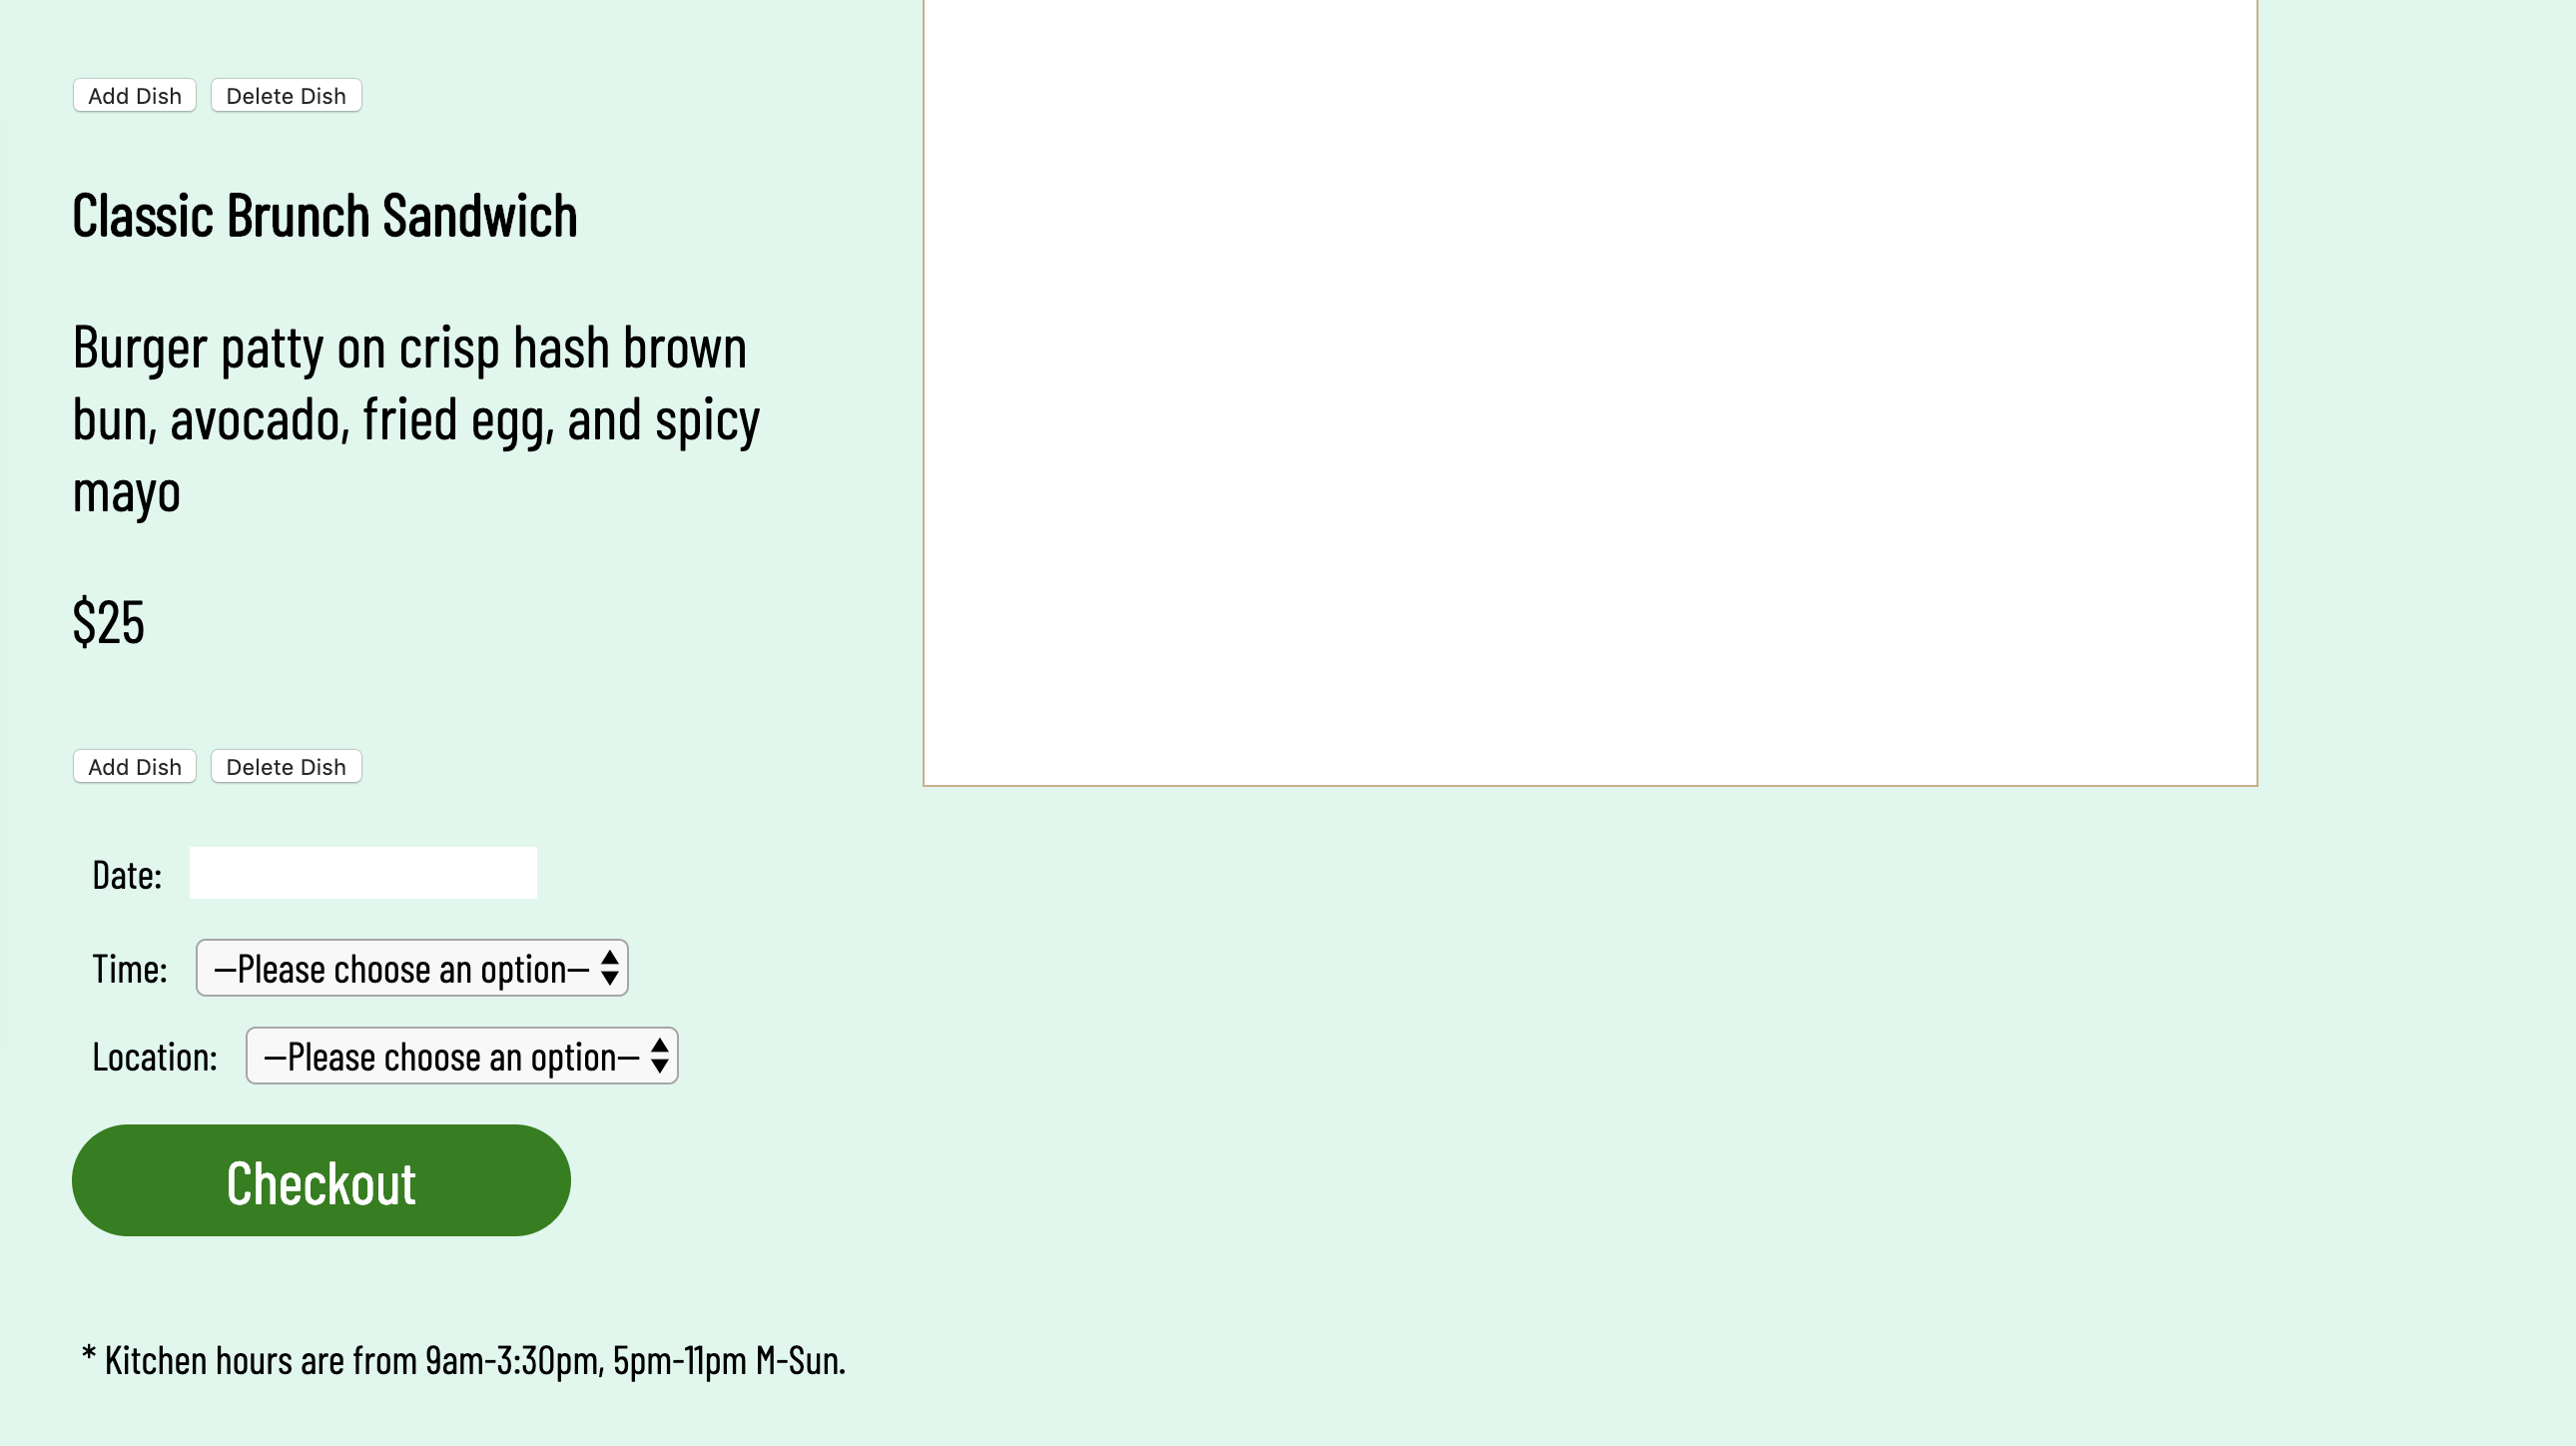 Add Dish Delete Dish
Classic Brunch Sandwich
Burger patty on crisp hash brown
bun, avocado, fried egg, and spicy
mayo
$25
Add Dish Delete Dish
Date:
Time: —Please choose an option—
Location: —Please choose an option—
Checkout
* Kitchen hours are from 9am-3:30pm, 5pm-11pm M-Sun.